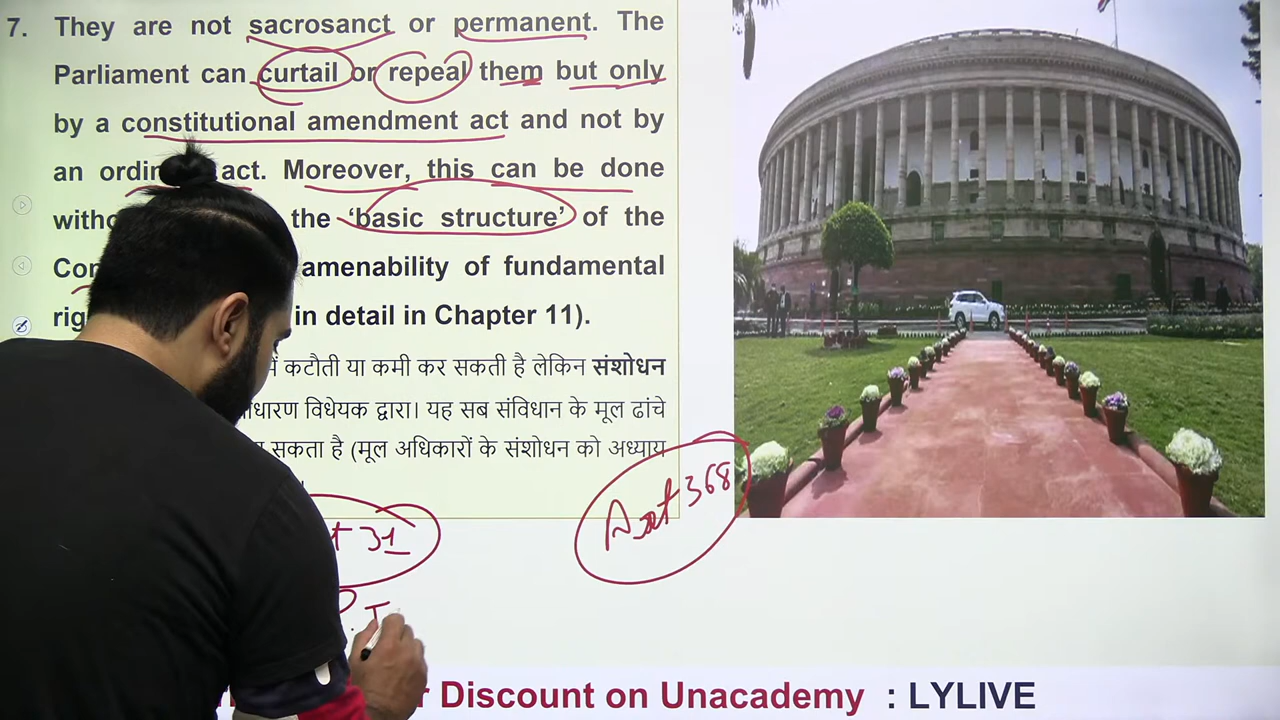 7. They are not sacrosanct or permanent. The
Parliament can curtail or repeal them but only
by a constitutional amendment act and not by
an act. Moreover, this can be done
the ‘basic structure’ of the
amenability of fundamental
in detail in Chapter 11).
कटौती या कमी कर सकती है लेकिन संशोधन
द्वारा। यह सब संविधान के मूल ढांचे
सकता है (मूल अधिकारों के संशोधन को अध्याय
Art 368
31
Discount on Unacademy : LYLIVE